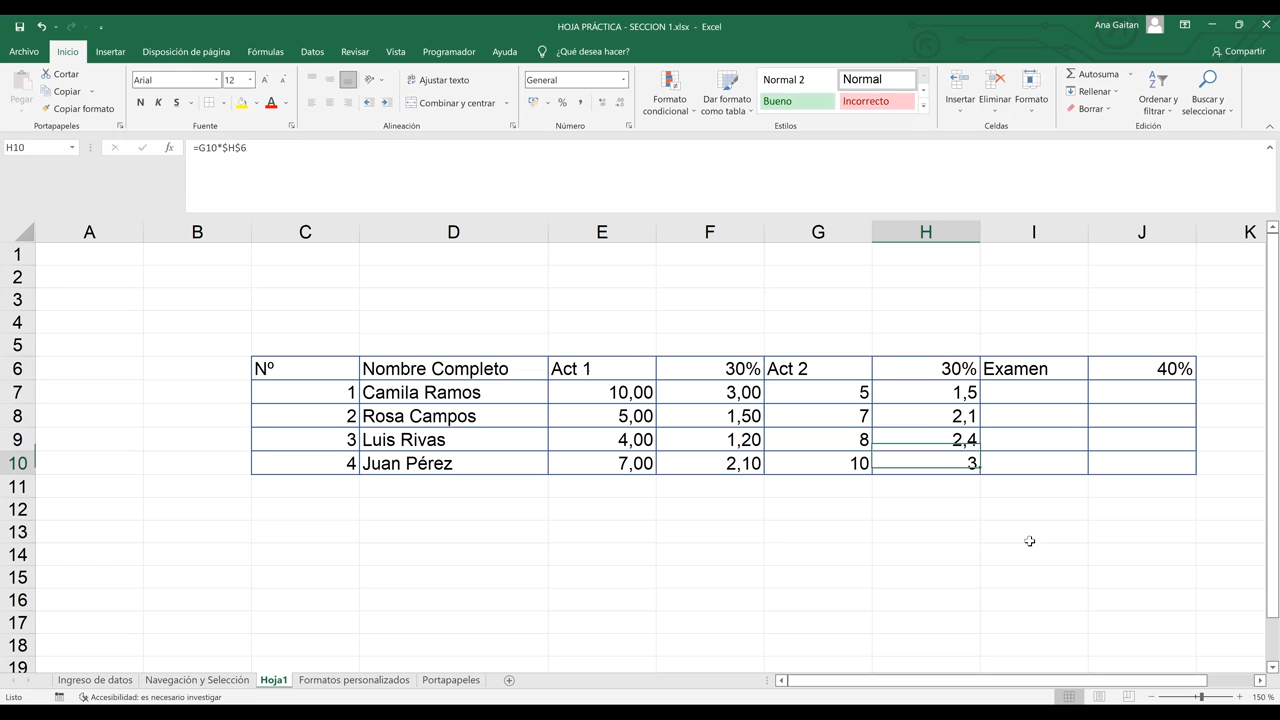 HOJA PRÁCTICA - SECCION 1.xlsx - Excel
Ana Gaitan
Archivo Inicio Insertar Disposición de página Fórmulas Datos Revisar Vista Programador Ayuda ¿Qué desea hacer? Compartir
Pegar Cortar Copiar Copiar formato
Arial 12 N K S
Ajustar texto
Combinar y centrar
General
% 
Formato condicional
Dar formato como tabla
Normal 2 Normal
Bueno Incorrecto
Insertar Eliminar Formato
Autosuma
Rellenar
Borrar
Ordenar y filtrar
Buscar y seleccionar
Portapapeles Fuente Alineación Número Estilos Celdas Edición
H10 fx =G10*$H$6
A B C D E F G H I J K
1
2
3
4
5
6 Nº Nombre Completo Act 1 30% Act 2 30% Examen 40%
7 1 Camila Ramos 10,00 3,00 5 1,5
8 2 Rosa Campos 5,00 1,50 7 2,1
9 3 Luis Rivas 4,00 1,20 8 2,4
10 4 Juan Pérez 7,00 2,10 10 3
11
12
13
14
15
16
17
18
19
Ingreso de datos Navegación y Selección Hoja1 Formatos personalizados Portapapeles
Listo Accesibilidad: es necesario investigar 150 %